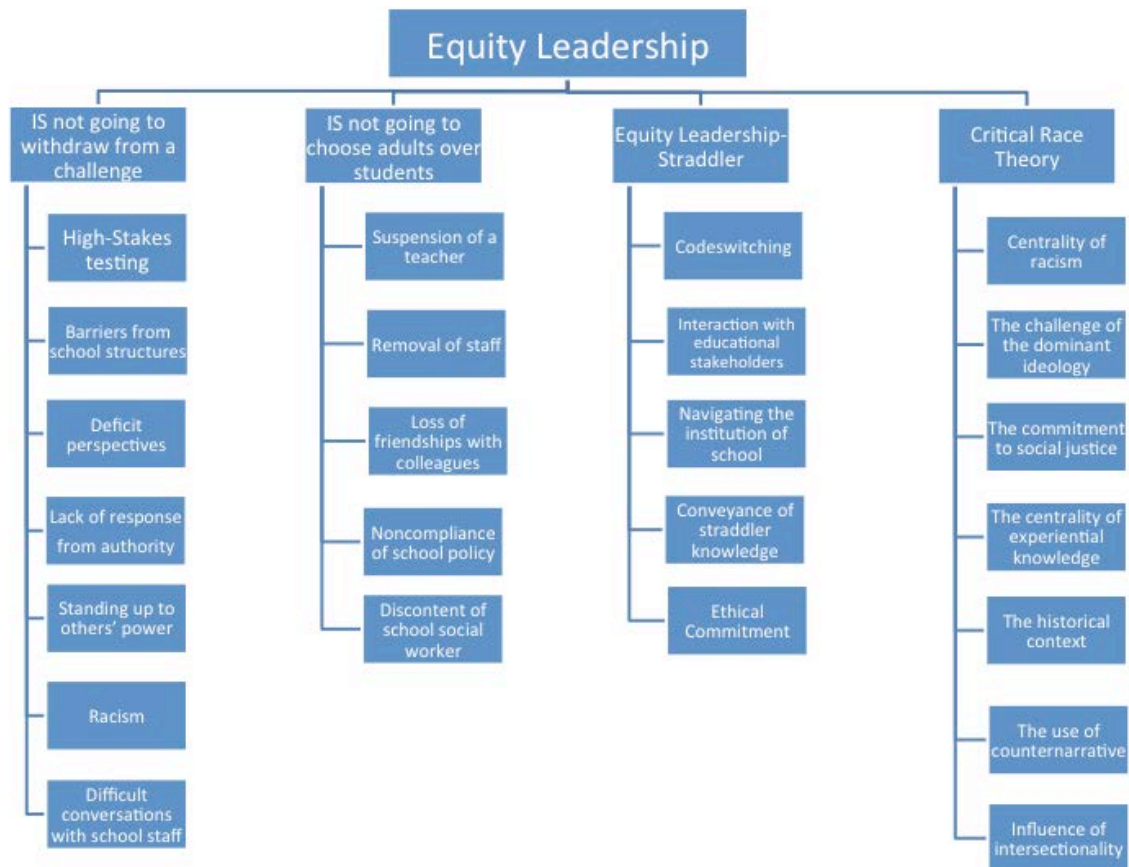 Equity Leadership
IS not going to
withdraw from a
challenge
High-Stakes
testing
Barriers from
school structures
Deficit
perspectives
Lack of response
from authority
Standing up to
others' power
Racism
Difficult
conversations
with school staff
IS not going to
choose adults over
students
Suspension of a
teacher
Removal of staff
Loss of
friendships with
colleagues
Noncompliance
of school policy
Discontent of
school social
worker
Equity Leadership-
Straddler
Codeswitching
Interaction with
educational
stakeholders
Navigating the
institution of
school
Conveyance of
straddler
knowledge
Ethical
Commitment
Critical Race
Theory
Centrality of
racism
The challenge of
the dominant
ideology
The commitment
to social justice
The centrality of
experiential
knowledge
The historical
context
The use of
counternarrative
Influence of
intersectionality